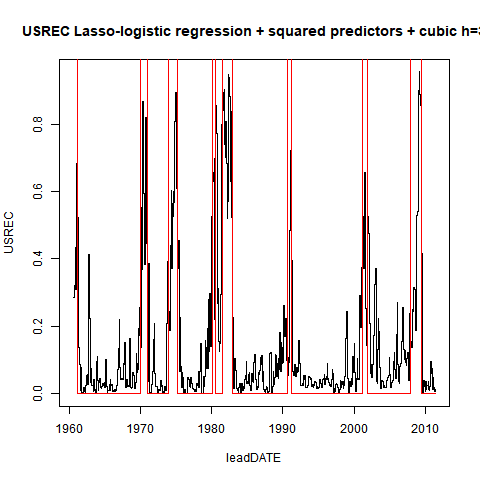 USREC Lasso-logistic regression + squared predictors + cubic h=3
USREC
0.8
0.6
0.4
0.2
0.0
1960 1970 1980 1990 2000 2010
leadDATE